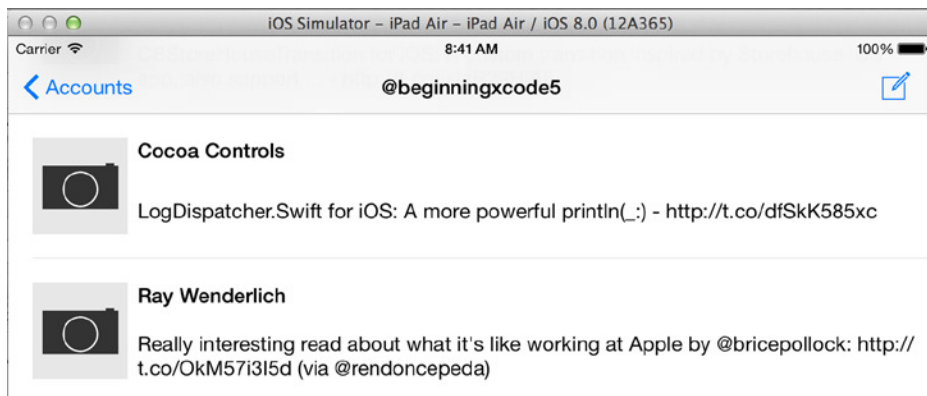 iOS Simulator – iPad Air – iPad Air / iOS 8.0 (12A365)
Carrier 8:41 AM 100%
Accounts @beginningxcode5
Cocoa Controls
LogDispatcher.Swift for iOS: A more powerful println(_:) - http://t.co/dfSkK585xc
Ray Wenderlich
Really interesting read about what it's like working at Apple by @bricepollock: http://
t.co/OkM57i3I5d (via @rendoncepeda)